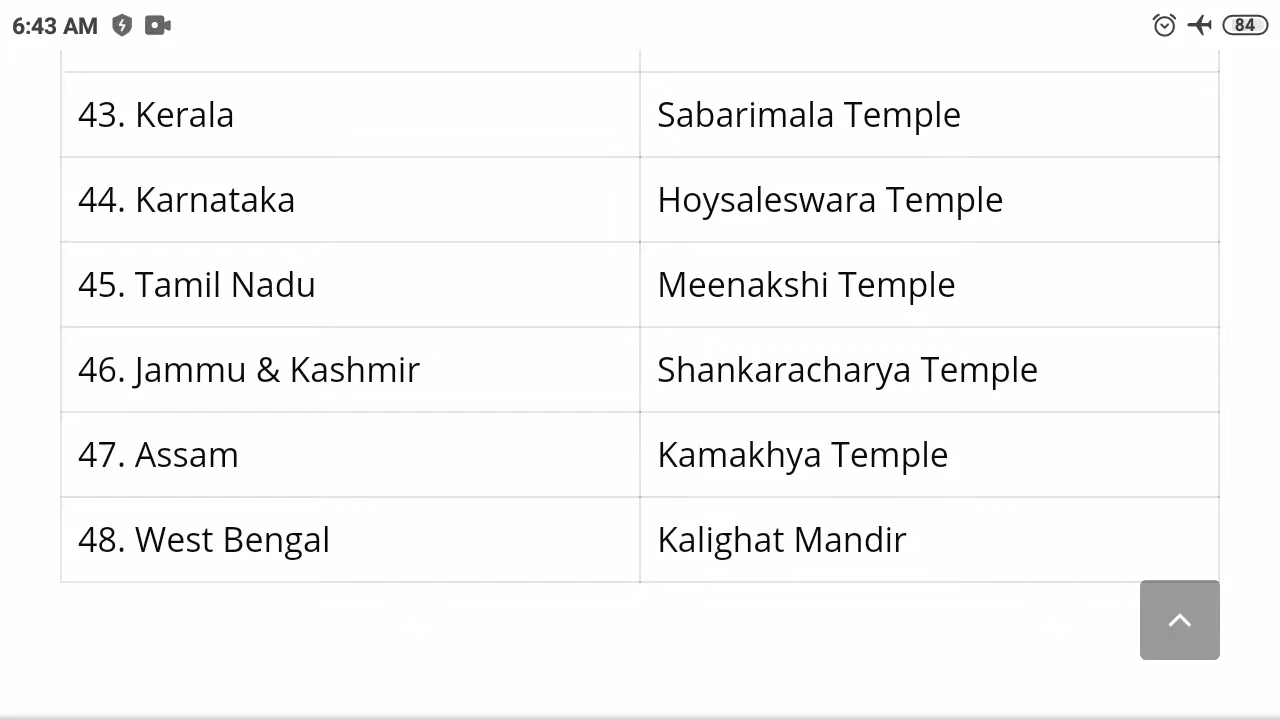 6:43 AM 84
43. Kerala Sabarimala Temple
44. Karnataka Hoysaleswara Temple
45. Tamil Nadu Meenakshi Temple
46. Jammu & Kashmir Shankaracharya Temple
47. Assam Kamakhya Temple
48. West Bengal Kalighat Mandir